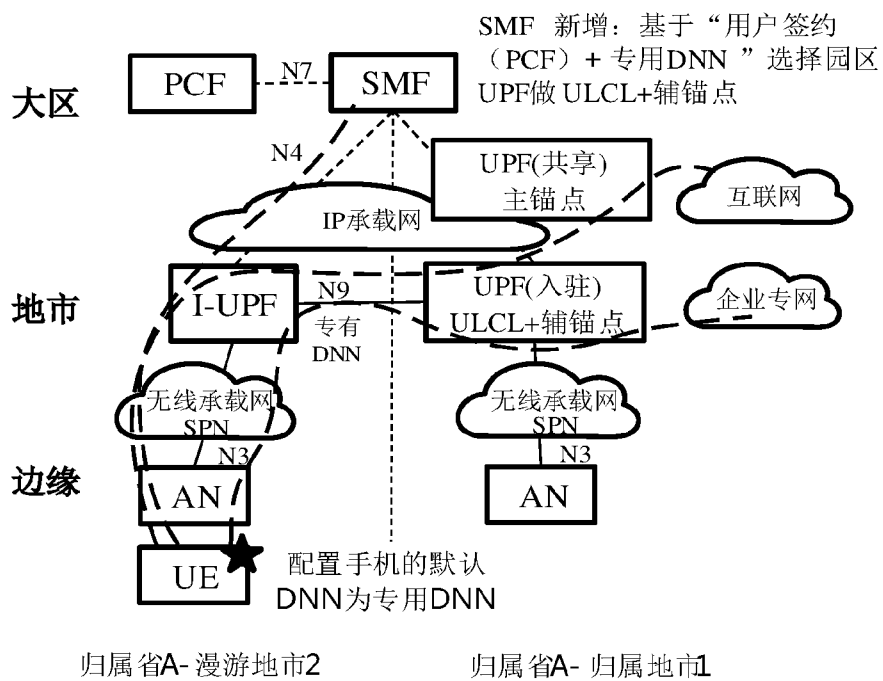 SMF 新增：基于“用户签约
（PCF）+ 专用DNN ”选择园区
UPF做 ULCL+辅锚点
大区
PCF
N7
SMF
N4
UPF(共享)
主锚点
互联网
IP承载网
地市
I-UPF
N9
专有
DNN
UPF(入驻)
ULCL+辅锚点
企业专网
无线承载网
SPN
无线承载网
SPN
边缘
N3
AN
N3
AN
UE
配置手机的默认
DNN为专用DNN
归属省A- 漫游地市2
归属省A- 归属地市1